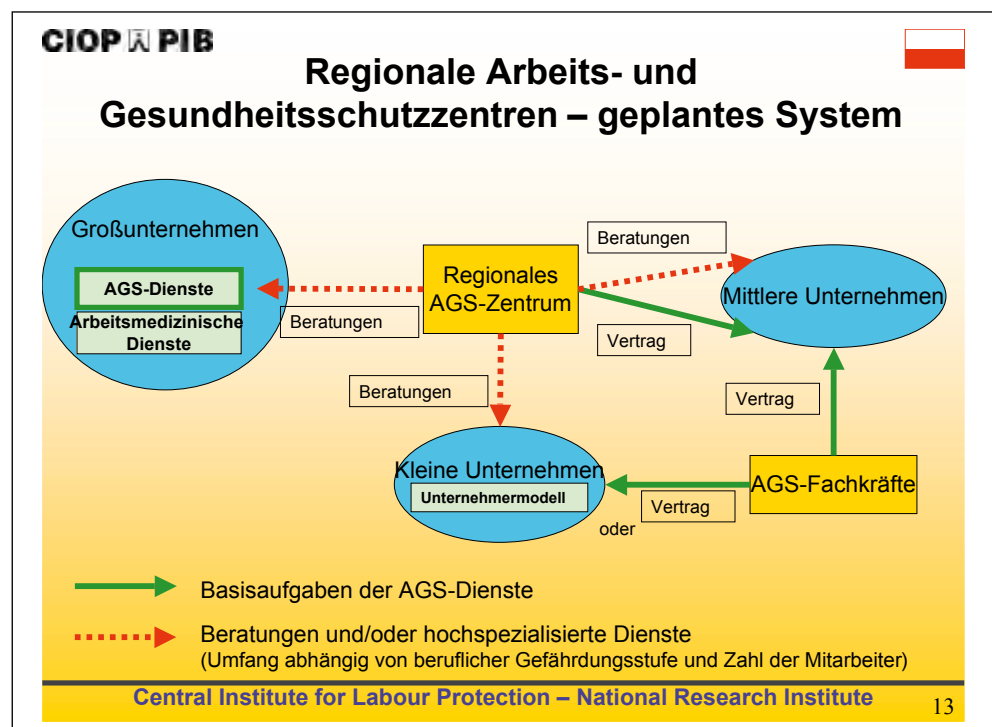 CIOP PIB
Regionale Arbeits- und
Gesundheitsschutzzentren – geplantes System
Großunternehmen
AGS-Dienste
Arbeitsmedizinische
Dienste
Beratungen
Regionales
AGS-Zentrum
Beratungen
Mittlere Unternehmen
Vertrag
Beratungen
Vertrag
Kleine Unternehmen
Unternehmermodell
Vertrag
oder
AGS-Fachkräfte
Basisaufgaben der AGS-Dienste
Beratungen und/oder hochspezialisierte Dienste
(Umfang abhängig von beruflicher Gefährdungsstufe und Zahl der Mitarbeiter)
Central Institute for Labour Protection – National Research Institute
13